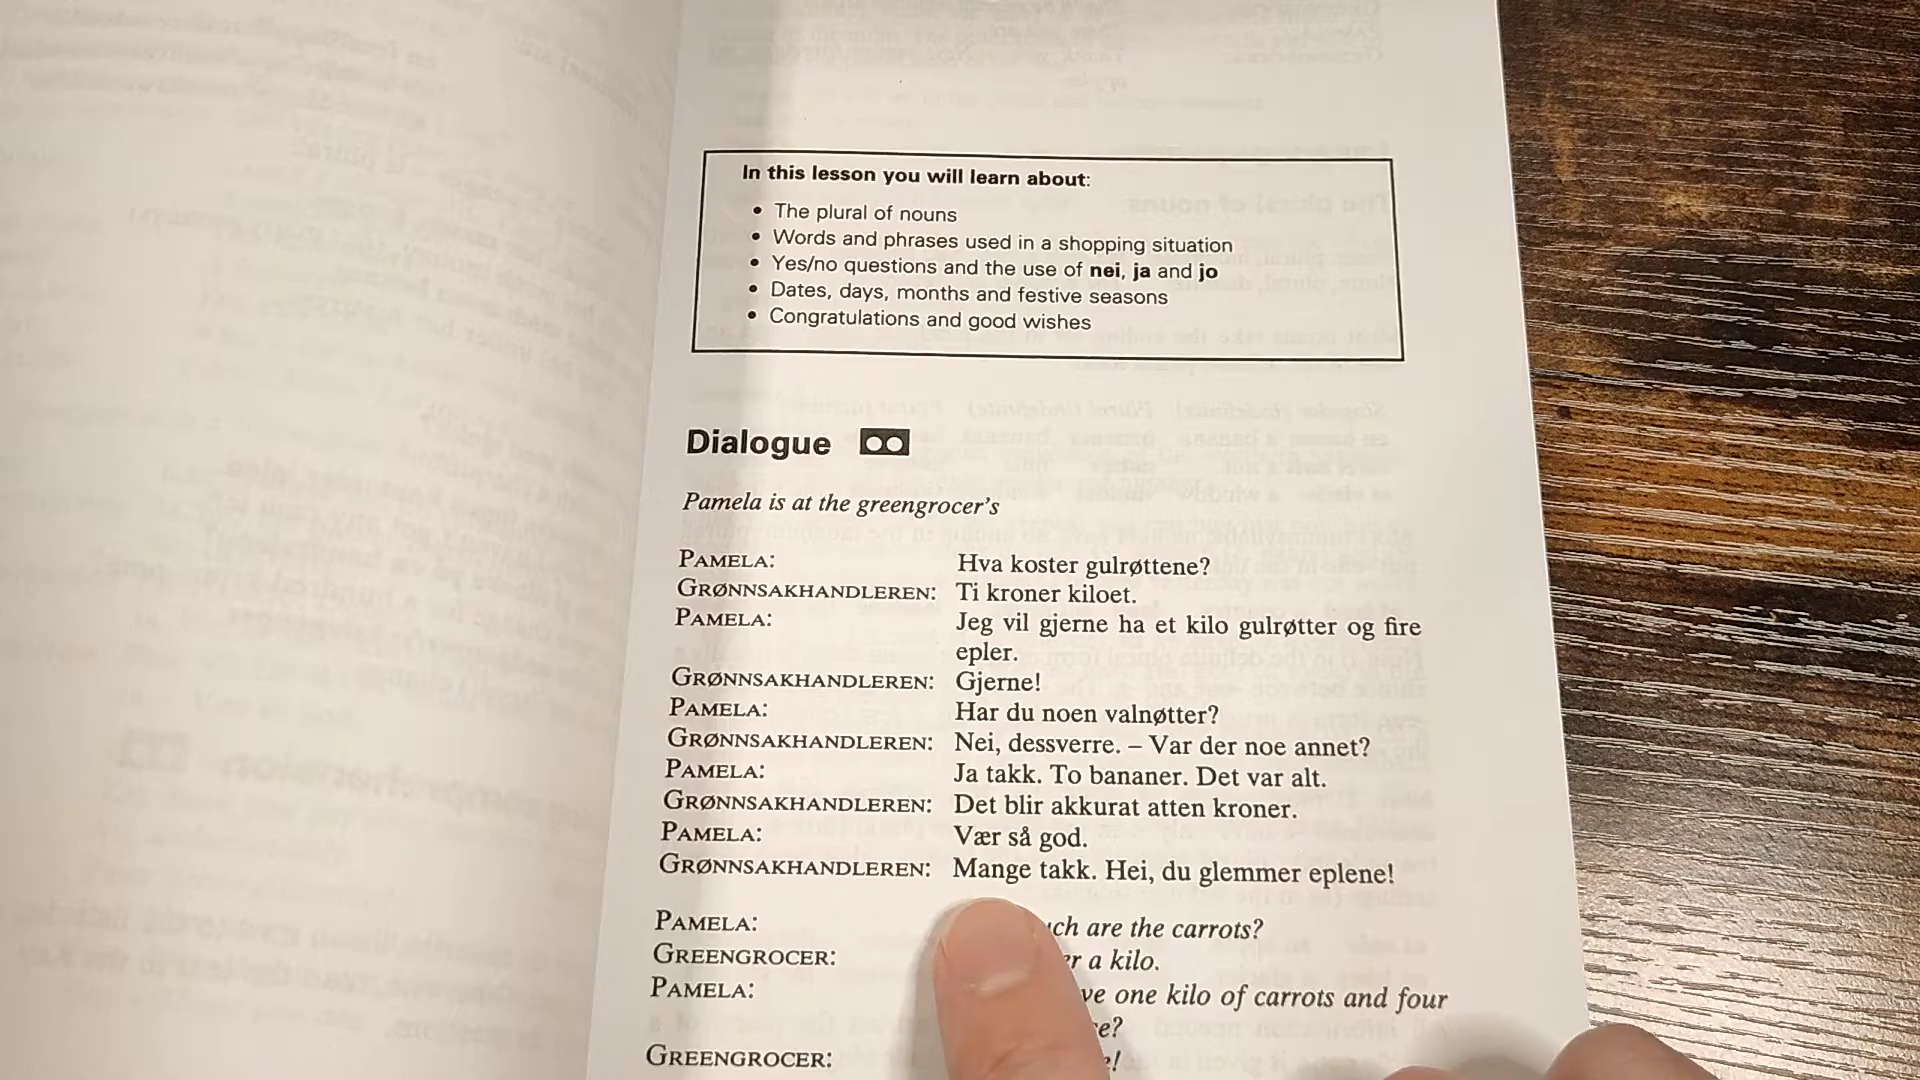 In this lesson you will learn about:
• The plural of nouns
• Words and phrases used in a shopping situation
• Yes/no questions and the use of nei, ja and jo
• Dates, days, months and festive seasons
• Congratulations and good wishes
Dialogue
Pamela is at the greengrocer's
PAMELA: Hva koster gulrøttene?
GRØNNSAKHANDLEREN: Ti kroner kiloet.
PAMELA: Jeg vil gjerne ha et kilo gulrøtter og fire
epler.
GRØNNSAKHANDLEREN: Gjerne!
PAMELA: Har du noen valnøtter?
GRØNNSAKHANDLEREN: Nei, dessverre. – Var der noe annet?
PAMELA: Ja takk. To bananer. Det var alt.
GRØNNSAKHANDLEREN: Det blir akkurat atten kroner.
PAMELA: Vær så god.
GRØNNSAKHANDLEREN: Mange takk. Hei, du glemmer eplene!
PAMELA: are the carrots?
GREENGROCER: a kilo.
PAMELA: one kilo of carrots and four
GREENGROCER: